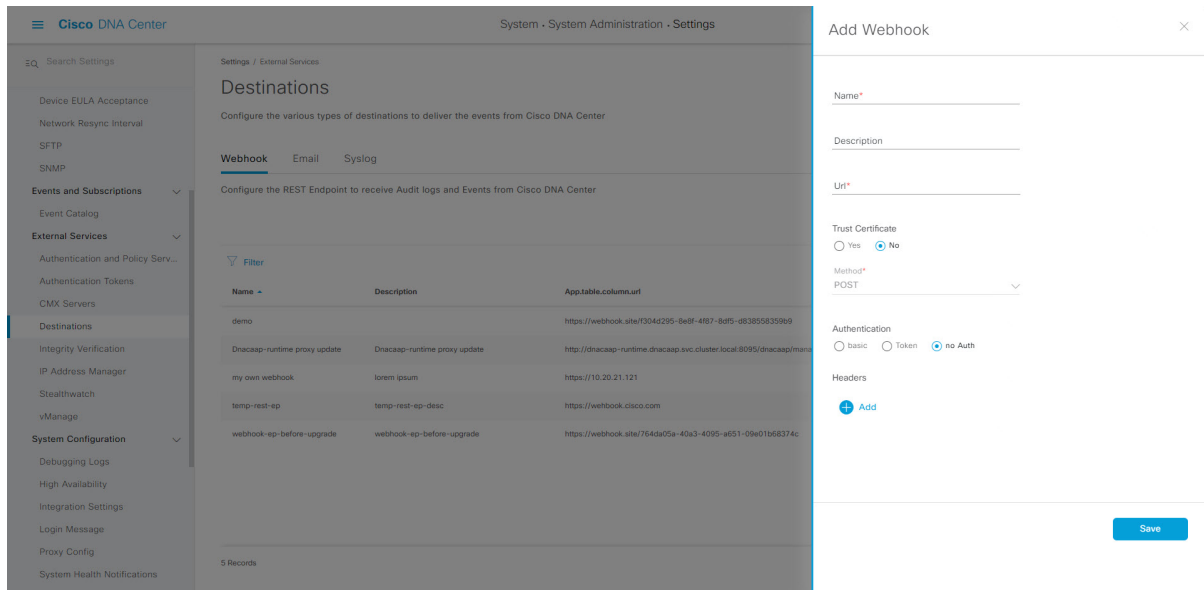 Cisco DNA Center
System • System Administration • Settings
Search Settings
Device EULA Acceptance
Network Resync Interval
SFTP
SNMP
Events and Subscriptions
Event Catalog
External Services
Authentication and Policy Serv...
Authentication Tokens
CMX Servers
Destinations
Integrity Verification
IP Address Manager
Stealthwatch
vManage
System Configuration
Debugging Logs
High Availability
Integration Settings
Login Message
Proxy Config
System Health Notifications
Settings / External Services
Destinations
Configure the various types of destinations to deliver the events from Cisco DNA Center
Webhook Email Syslog
Configure the REST Endpoint to receive Audit logs and Events from Cisco DNA Center
Filter
Name Description App.table.column.url
demo https://webhook.site/f304d295-8e8f-4f87-8df5-d838558359b9
Dnacaap-runtime proxy update Dnacaap-runtime proxy update http://dnacaap-runtime.dnacaap.svc.cluster.local:8095/dnacaap/mana
my own webhook lorem ipsum https://10.20.21.121
temp-rest-ep temp-rest-ep-desc https://wehbook.cisco.com
webhook-ep-before-upgrade webhook-ep-before-upgrade https://webhook.site/764da05a-40a3-4095-a651-09e01b68374c
5 Records
Add Webhook
Name*
Description
Url*
Trust Certificate
Yes No
Method*
POST
Authentication
basic Token no Auth
Headers
Add
Save